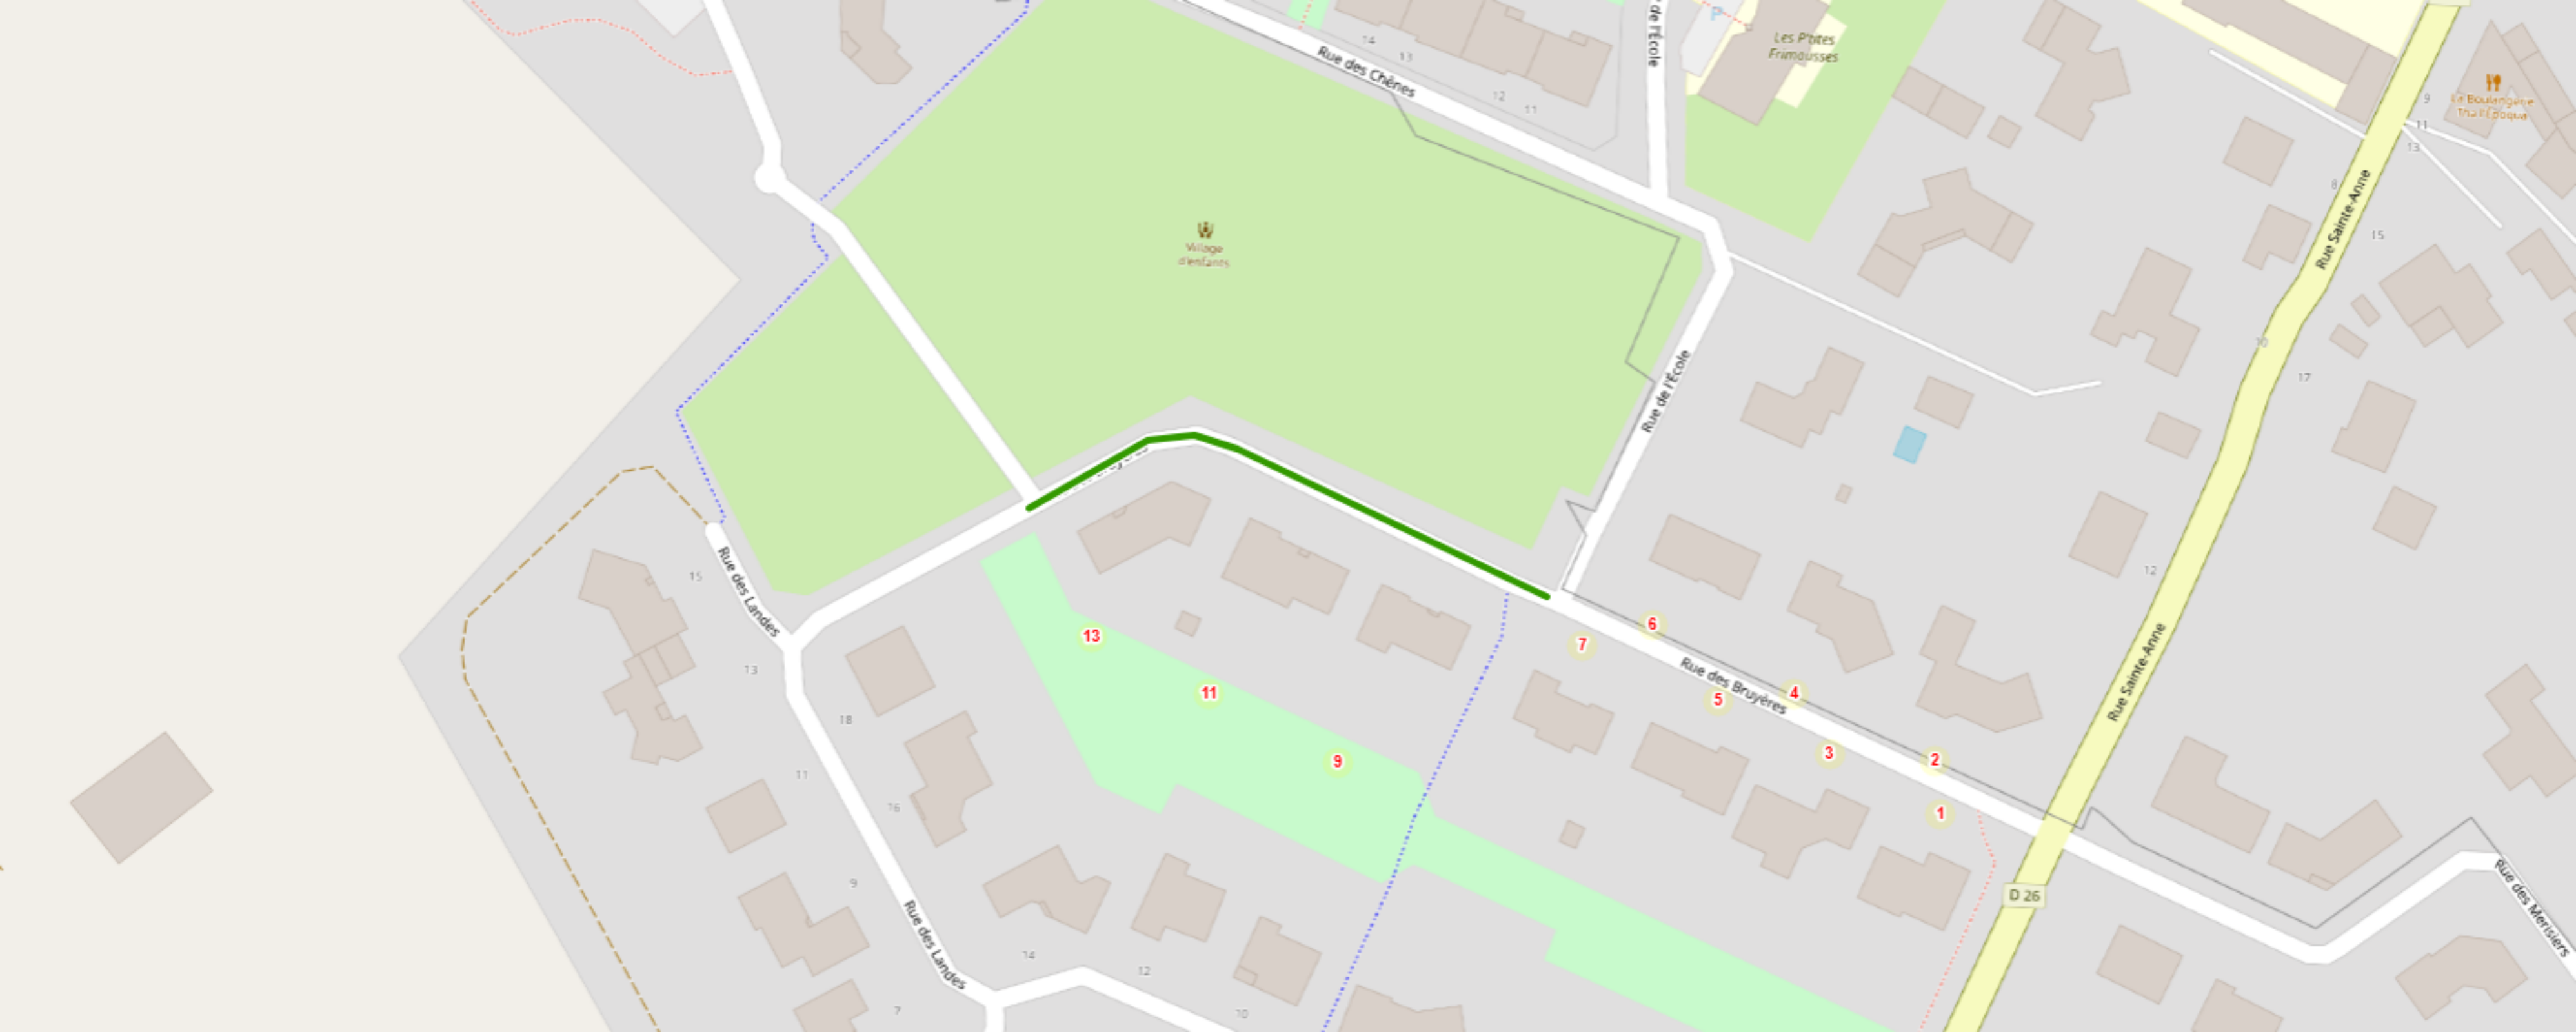 Rue des Chênes
14
13
12
11
de l'École
P
Les P'tites
Frimousses
La Boulangerie
9
11
13
8
15
Rue Sainte-Anne
10
17
12
Village
d'enfants
Rue de l'École
15
Rue des Landes
13
18
11
16
9
14
12
10
7
Rue des Landes
13
11
9
7
6
5
4
3
2
1
Rue des Bruyères
Rue Sainte-Anne
D 26
Rue des Merisiers